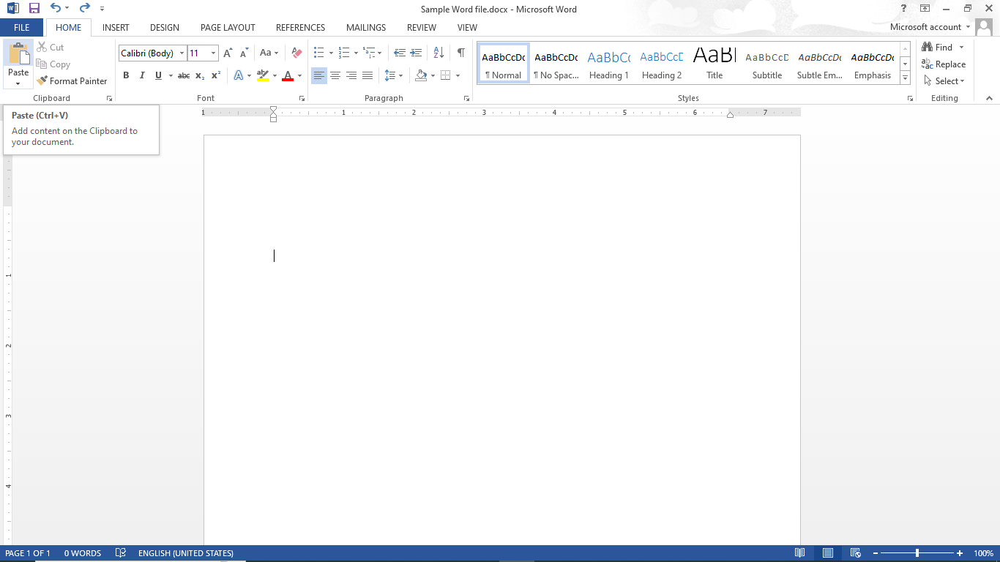 Sample Word file.docx - Microsoft Word
FILE HOME INSERT DESIGN PAGE LAYOUT REFERENCES MAILINGS REVIEW VIEW Microsoft account
Paste
Cut
Copy
Format Painter
Clipboard
Calibri (Body) 11 A A Aa
B I U abc x2 x2 A ab A
Font
A Z ¶
Paragraph
AaBbCcDc AaBbCcDc AaBbCc AaBbCcD AaBl AaBbCcD AaBbCcDc AaBbCcDc
¶ Normal ¶ No Spac... Heading 1 Heading 2 Title Subtitle Subtle Em... Emphasis
Styles
Find
Replace
Select
Editing
Paste (Ctrl+V)
Add content on the Clipboard to
your document.
1 1 2 3 4 5 6 7
1
2
3
4
PAGE 1 OF 1 0 WORDS ENGLISH (UNITED STATES) 100%